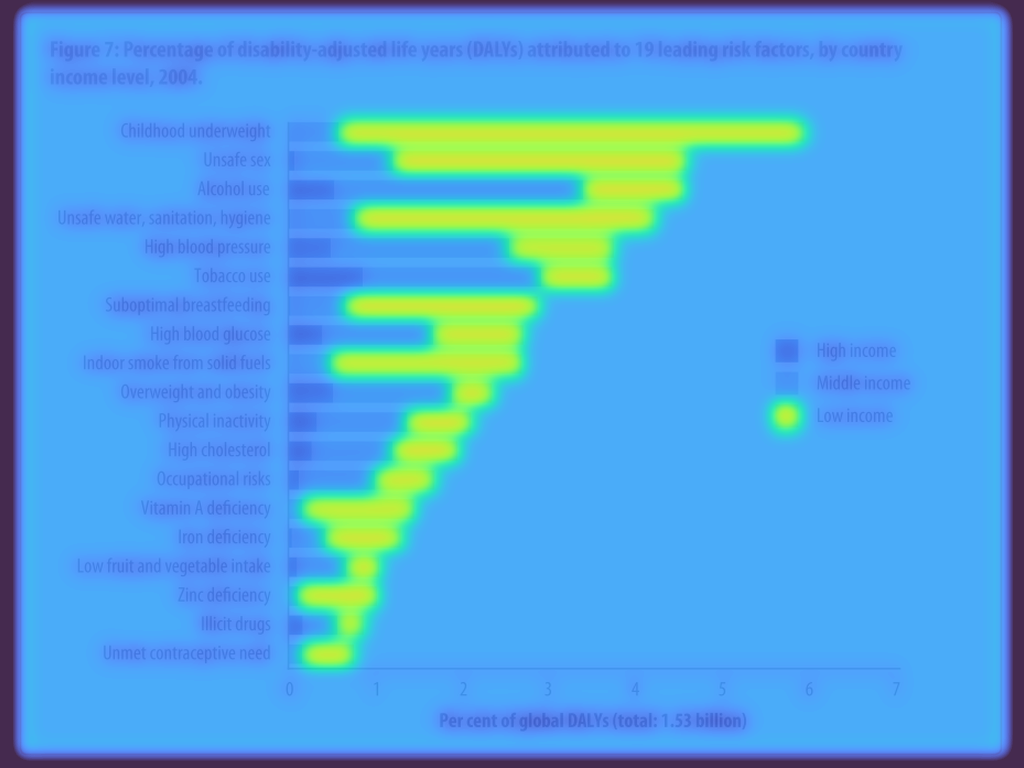 Figure 7: Percentage of disability-adjusted life years (DALYs) attributed to 19 leading risk factors, by country
income level, 2004.
Childhood underweight
Unsafe sex
Alcohol use
Unsafe water, sanitation, hygiene
High blood pressure
Tobacco use
Suboptimal breastfeeding
High blood glucose
Indoor smoke from solid fuels
Overweight and obesity
Physical inactivity
High cholesterol
Occupational risks
Vitamin A deficiency
Iron deficiency
Low fruit and vegetable intake
Zinc deficiency
Illicit drugs
Unmet contraceptive need
High income
Middle income
Low income
0 1 2 3 4 5 6 7
Per cent of global DALYs (total: 1.53 billion)